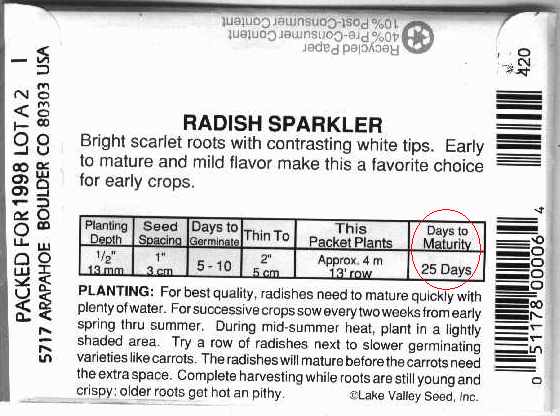 Recycled Paper
40% Pre-Consumer Content
10% Post-Consumer Content
PACKED FOR 1998 LOT A 2 1
5717 ARAPAHOE BOULDER CO 80303 USA
420
RADISH SPARKLER
Bright scarlet roots with contrasting white tips. Early
to mature and mild flavor make this a favorite choice
for early crops.
Planting Depth Seed Spacing Days to Germinate Thin To This Packet Plants Days to Maturity
1/2" 13 mm 1" 3 cm 5 - 10 2" 5 cm Approx. 4 m 13' row 25 Days
PLANTING: For best quality, radishes need to mature quickly with
plenty of water. For successive crops sow every two weeks from early
spring thru summer. During mid-summer heat, plant in a lightly
shaded area. Try a row of radishes next to slower germinating
varieties like carrots. The radishes will mature before the carrots need
the extra space. Complete harvesting while roots are still young and
crispy; older roots get hot an pithy. ©Lake Valley Seed, Inc.
0 51178 00006 4